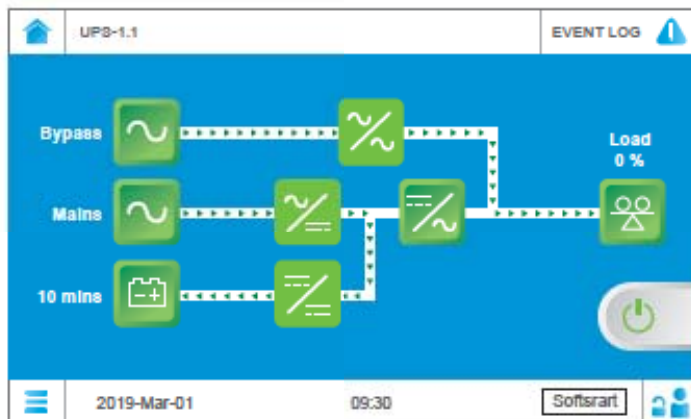 UPS-1.1
EVENT LOG
Bypass
Load
0 %
Mains
10 mins
2019-Mar-01
09:30
Softsrart